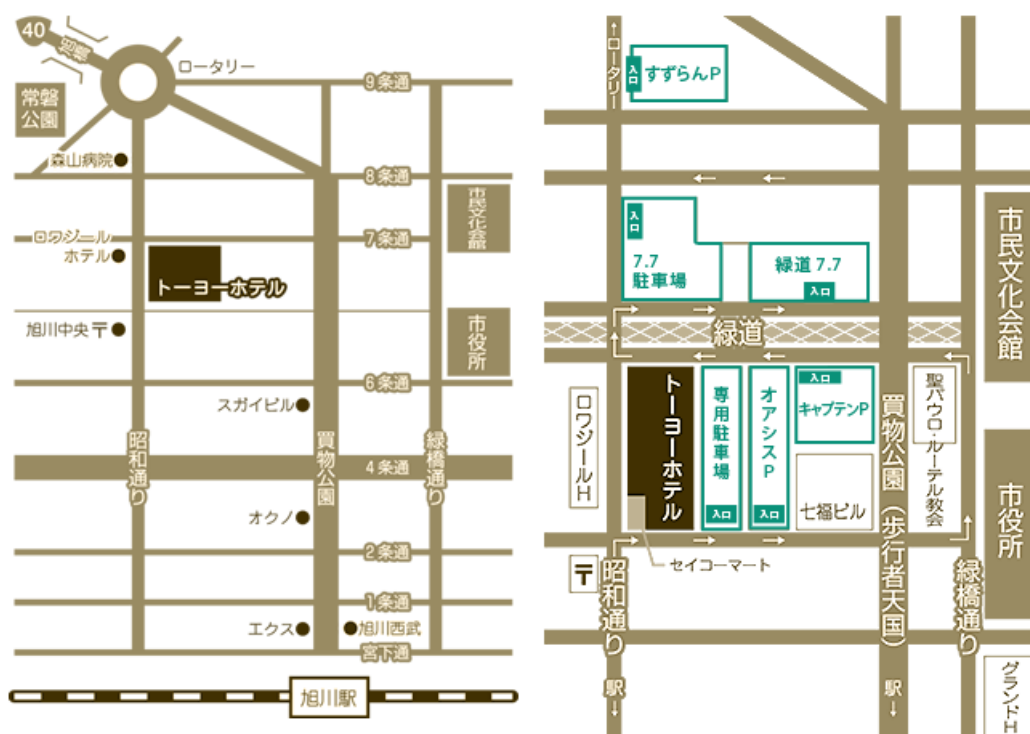 40
旭橋
ロータリー
9条通
常磐
公園
森山病院
8条通
市民文化会館
ロワジール
ホテル
7条通
トーヨーホテル
旭川中央〒
市役所
6条通
スガイビル
昭和通り
買物公園
緑橋通り
4条通
オクノ
2条通
1条通
エクス
旭川西武
宮下通
旭川駅
↑ロータリー
入口
すずらんP
←
←
入口
7.7
駐車場
緑道7.7
入口
市民文化会館
→
→
緑道
←
←
ロワジールH
トーヨーホテル
専用駐車場
入口
オアシスP
入口
入口
キャプテンP
七福ビル
買物公園(歩行者天国)
聖パウロ・ルーテル教会
市役所
→
→
セイコーマート
〒
昭和通り
緑橋通り
駅↓
駅↓
グランドH